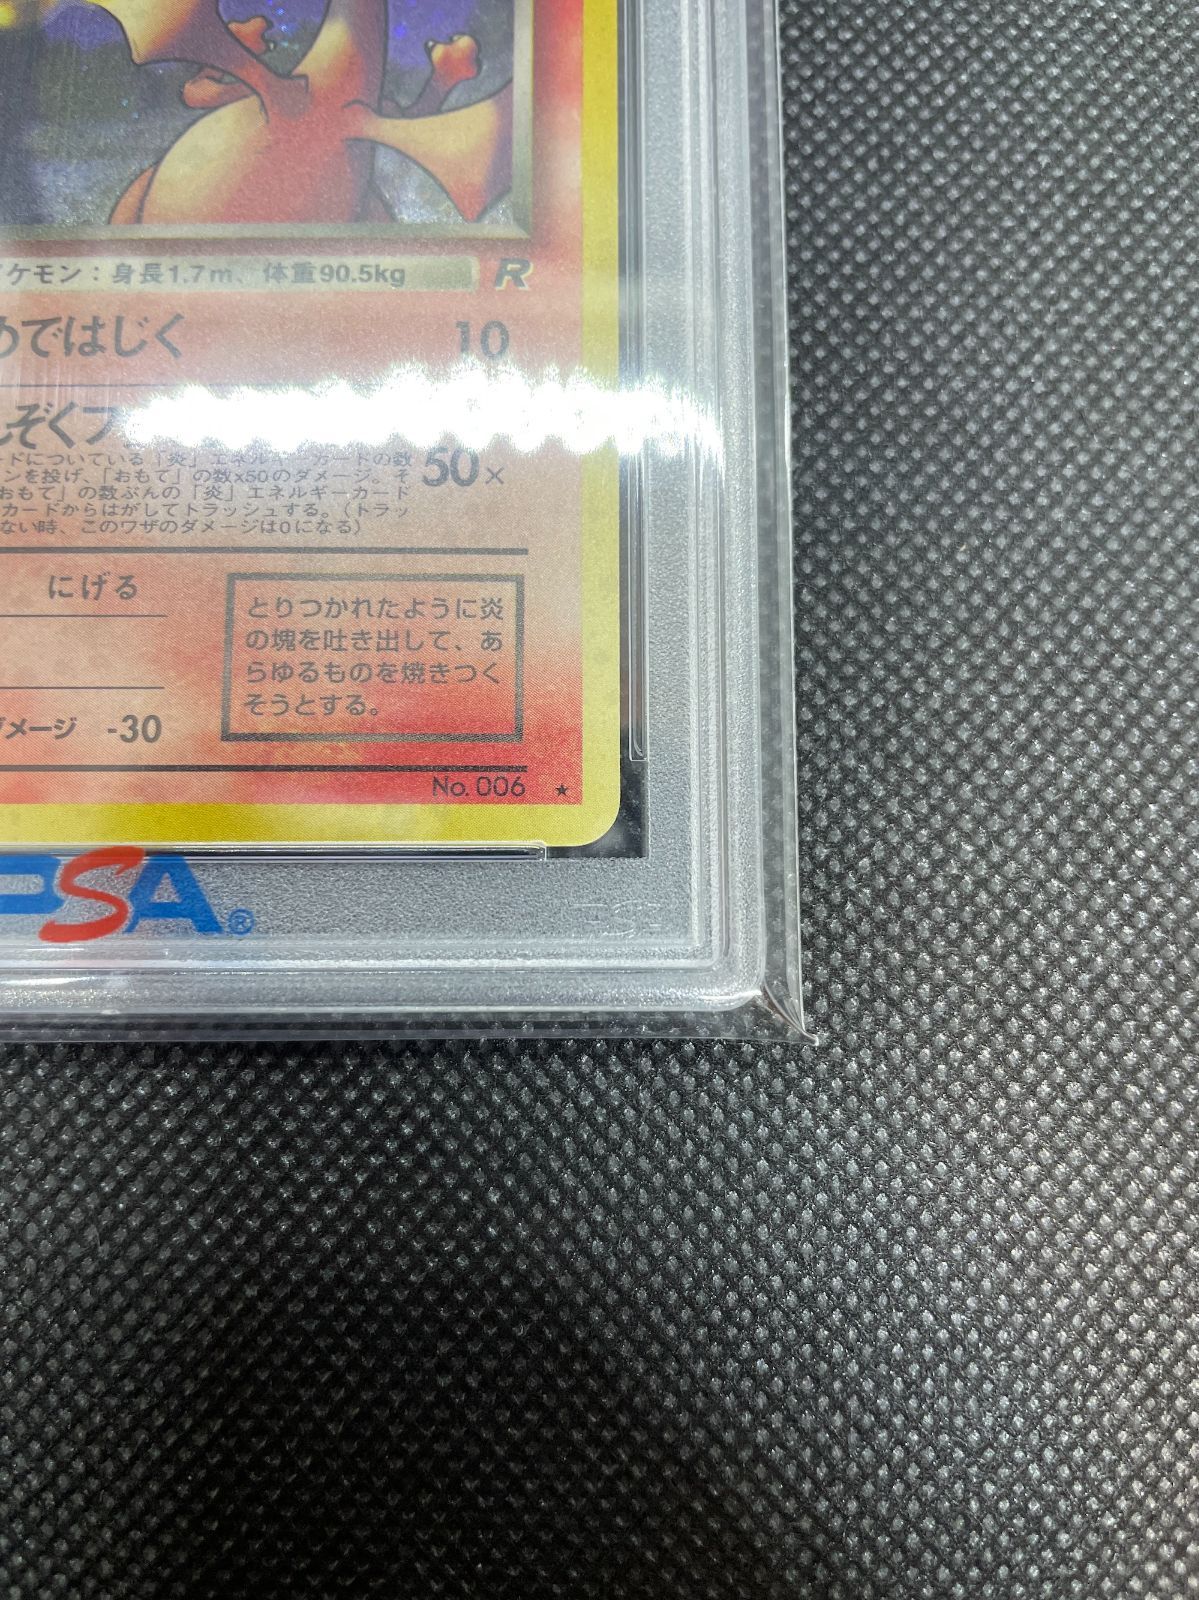 ケモン：身長1.7m、体重90.5kg R
めではじく 10
ぞくフ
ードについている「炎」エネルギーカードの数
ンを投げ、「おもて」の数x50のダメージ。そ 50×
おもて」の数ぶんの「炎」エネルギーカード
カードからはがしてトラッシュする。（トラッ
ない時、このワザのダメージは0になる）
にげる
とりつかれたように炎
の塊を吐き出して、あ
らゆるものを焼きつく
そうとする。
ダメージ -30
No. 006 ★
PSA®